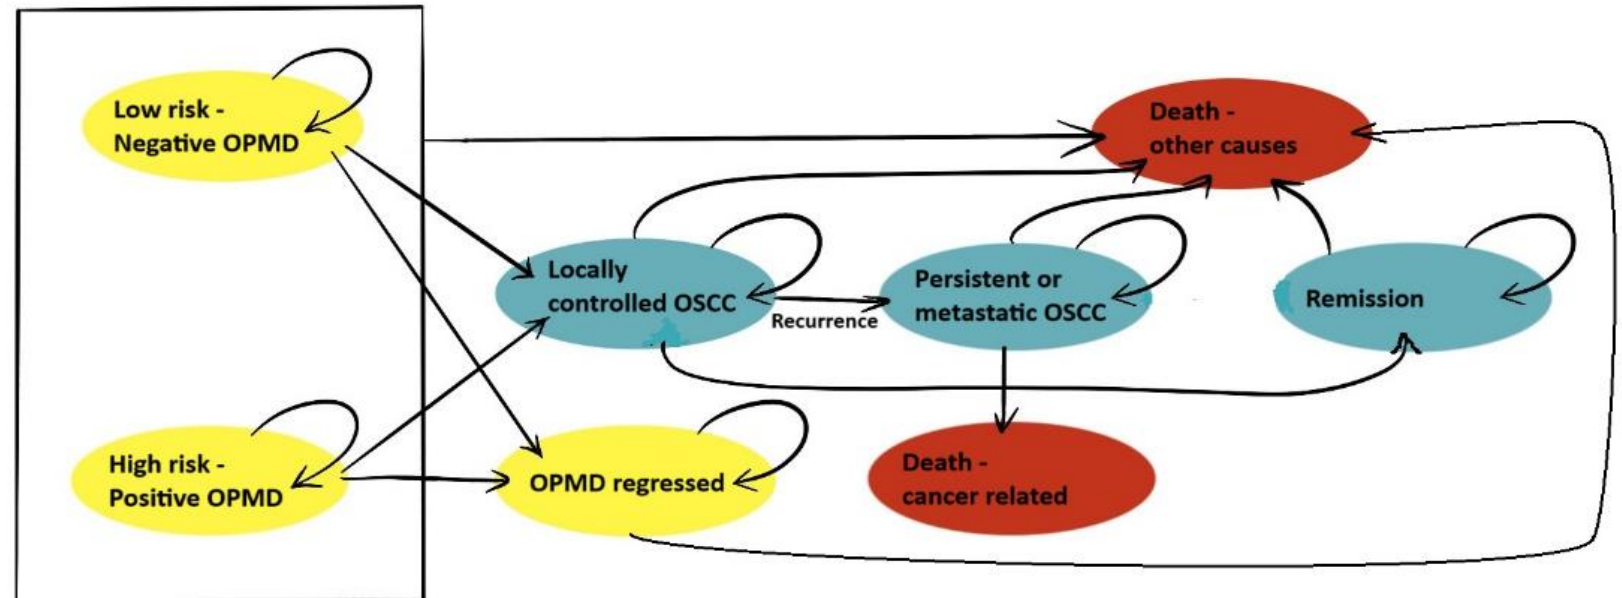 Low risk -
Negative OPMD
Death -
other causes
Locally
controlled OSCC
Recurrence
Persistent or
metastatic OSCC
Remission
High risk -
Positive OPMD
OPMD regressed
Death -
cancer related